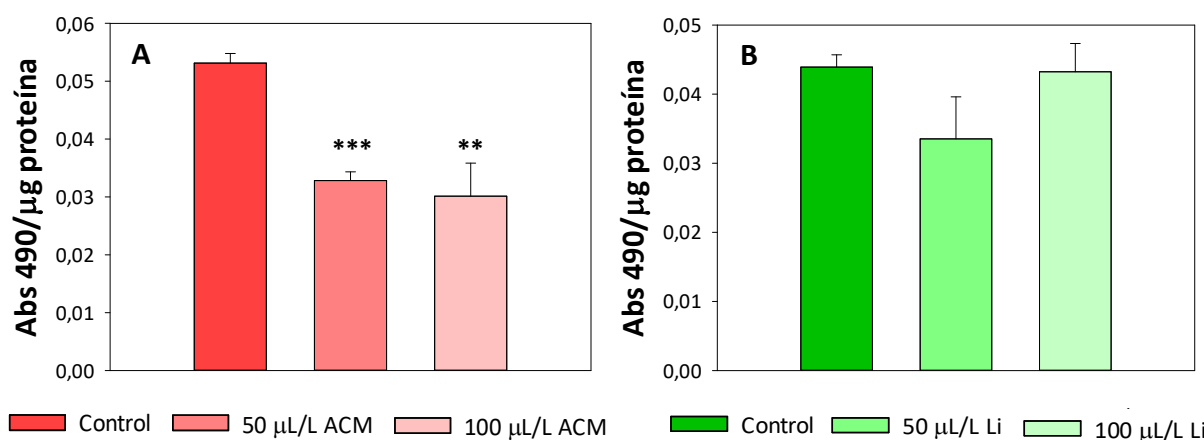 A
Abs 490/µg proteína
0,06
0,05
0,04
0,03
0,02
0,01
0,00
***
**
Control
50 µL/L ACM
100 µL/L ACM
B
Abs 490/µg proteína
0,05
0,04
0,03
0,02
0,01
0,00
Control
50 µL/L Li
100 µL/L Li